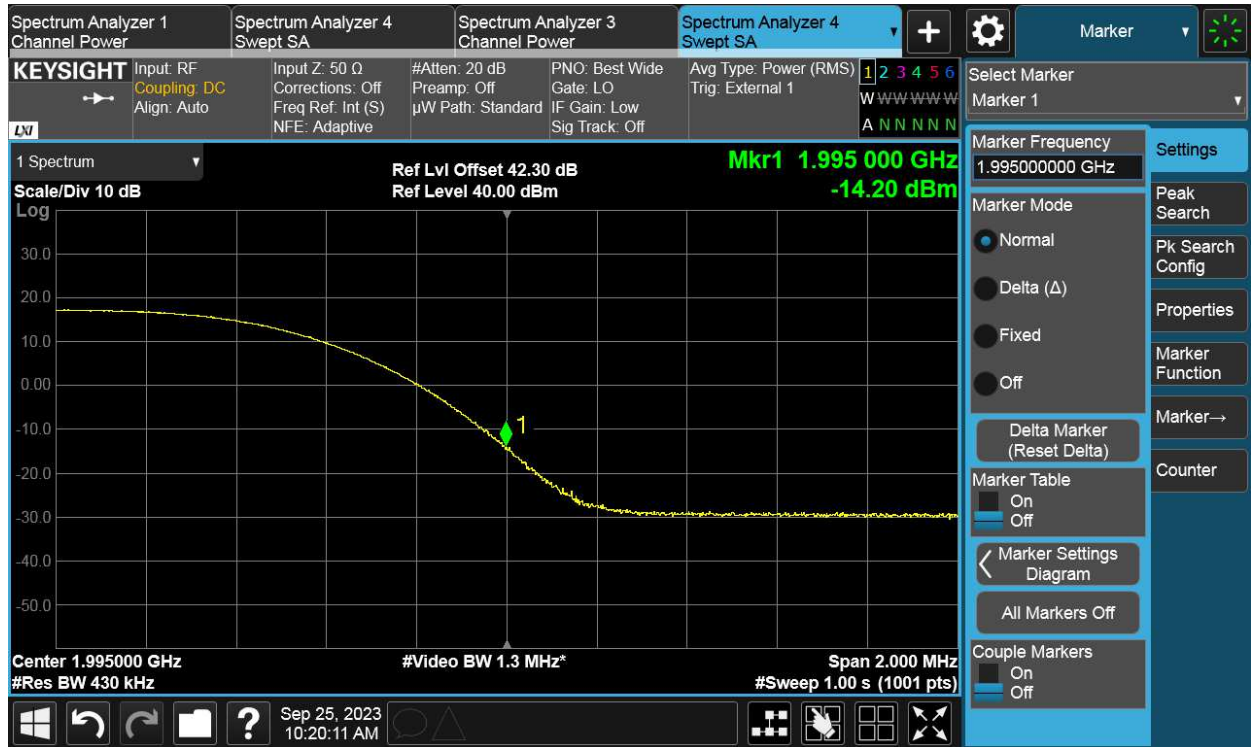 Spectrum Analyzer 1
Channel Power
Spectrum Analyzer 4
Swept SA
Spectrum Analyzer 3
Channel Power
Spectrum Analyzer 4
Swept SA
+
Marker
KEYSIGHT
LXI
Input: RF
Coupling: DC
Align: Auto
Input Z: 50 Ω
Corrections: Off
Freq Ref: Int (S)
NFE: Adaptive
#Atten: 20 dB
Preamp: Off
µW Path: Standard
PNO: Best Wide
Gate: LO
IF Gain: Low
Sig Track: Off
Avg Type: Power (RMS)
Trig: External 1
1 2 3 4 5 6
W W W W W W
A N N N N N
1 Spectrum
Scale/Div 10 dB
Log
Ref Lvl Offset 42.30 dB
Ref Level 40.00 dBm
Mkr1 1.995 000 GHz
-14.20 dBm
30.0
20.0
10.0
0.00
-10.0
-20.0
-30.0
-40.0
-50.0
1
Center 1.995000 GHz
#Res BW 430 kHz
#Video BW 1.3 MHz*
Span 2.000 MHz
#Sweep 1.00 s (1001 pts)
Select Marker
Marker 1
Marker Frequency
1.995000000 GHz
Marker Mode
Normal
Delta (Δ)
Fixed
Off
Delta Marker
(Reset Delta)
Marker Table
On
Off
Marker Settings
Diagram
All Markers Off
Couple Markers
On
Off
Settings
Peak
Search
Pk Search
Config
Properties
Marker
Function
Marker→
Counter
?
Sep 25, 2023
10:20:11 AM